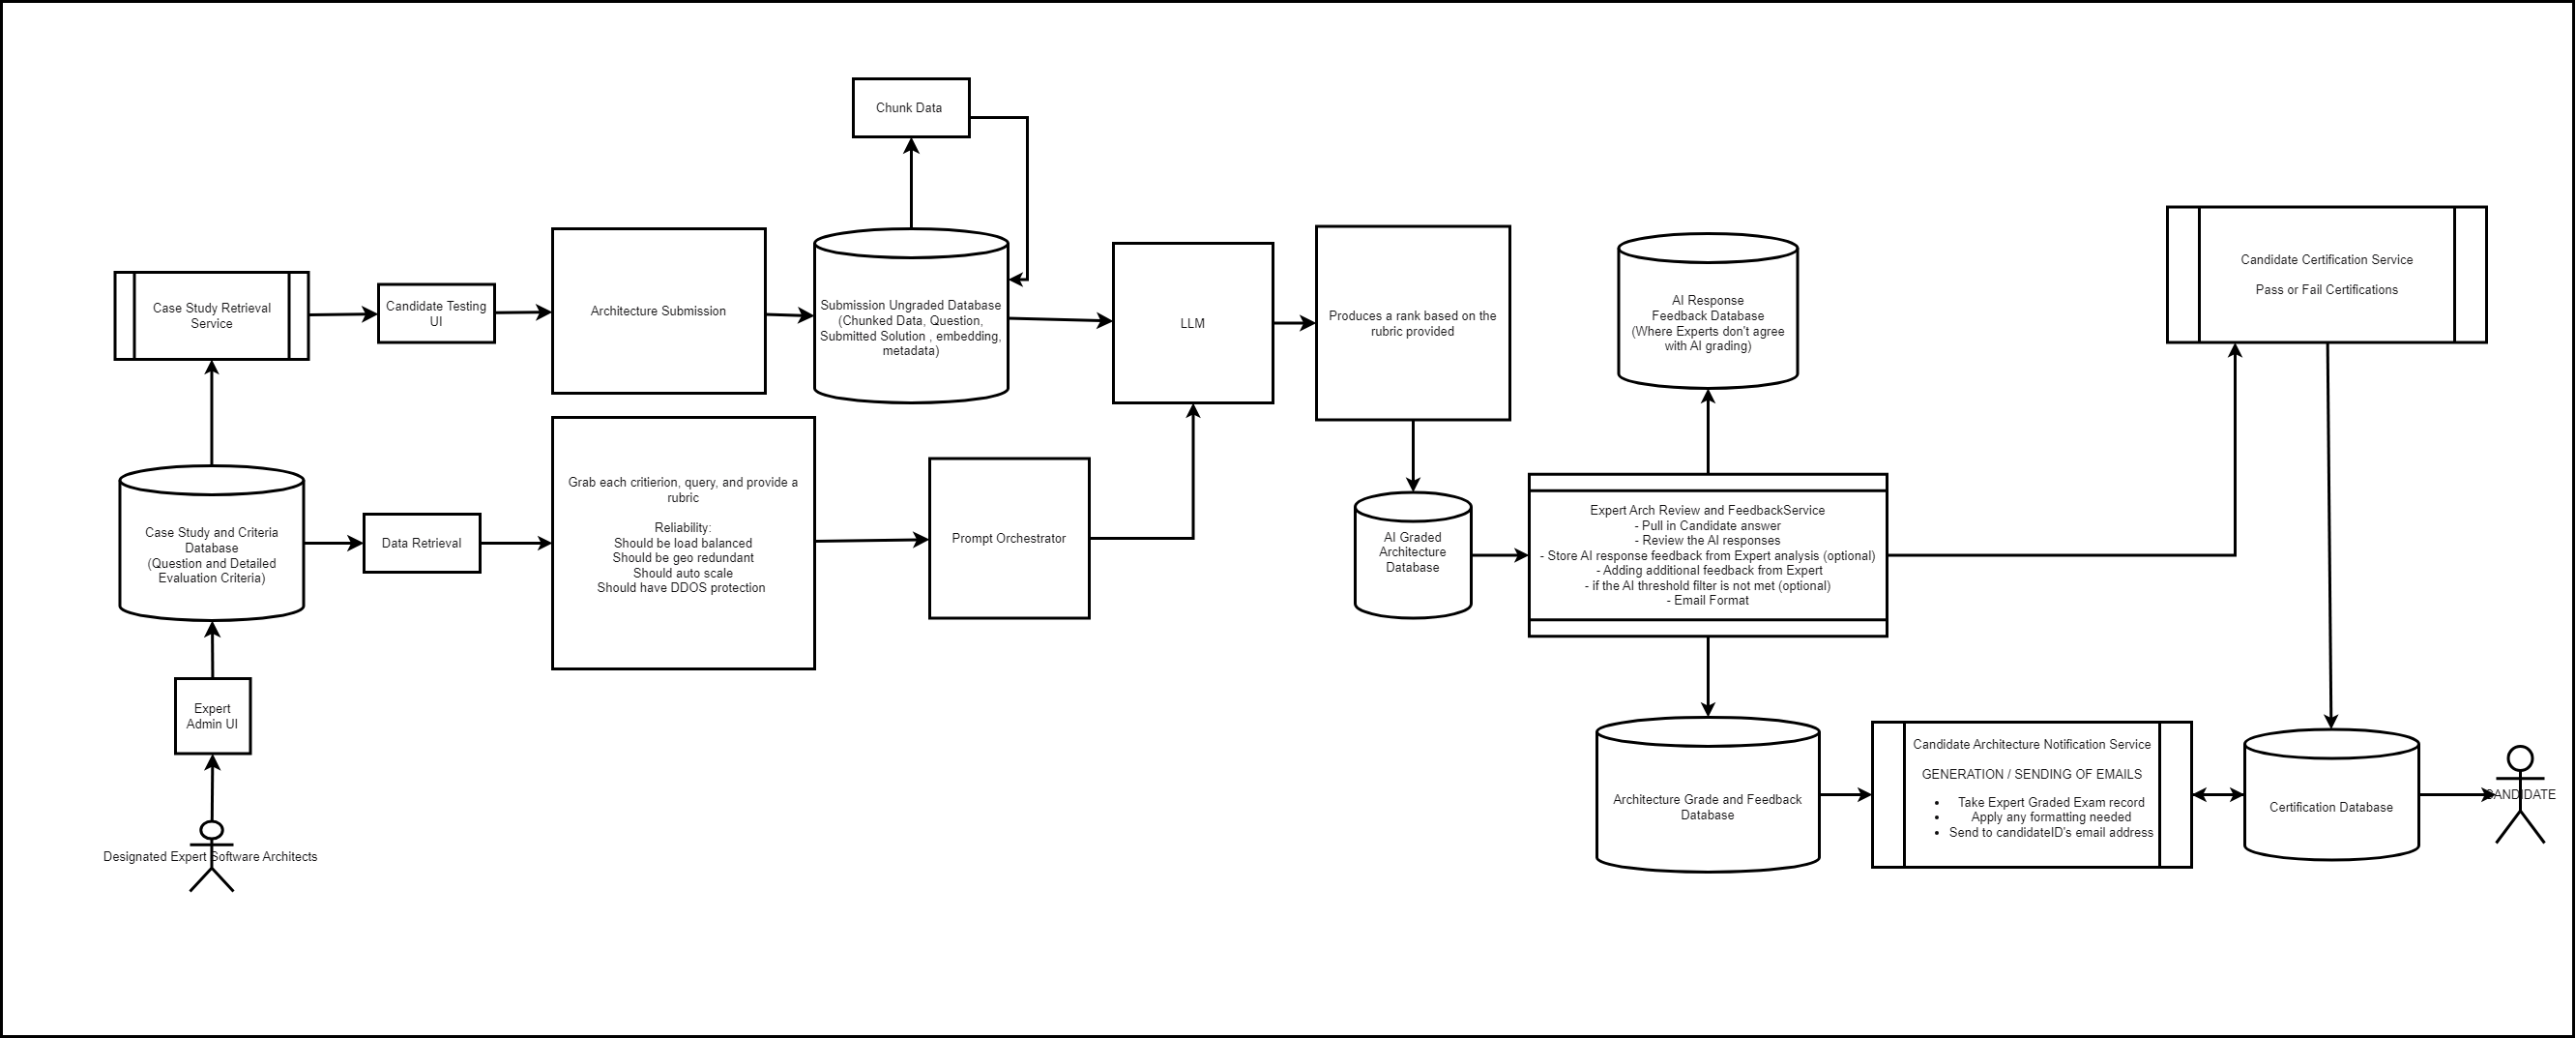 Chunk Data
Case Study Retrieval
Service
Candidate Testing
UI
Architecture Submission
Submission Ungraded Database
(Chunked Data, Question,
Submitted Solution , embedding,
metadata)
LLM
Produces a rank based on the
rubric provided
AI Response
Feedback Database
(Where Experts don't agree
with AI grading)
Candidate Certification Service
Pass or Fail Certifications
Case Study and Criteria
Database
(Question and Detailed
Evaluation Criteria)
Data Retrieval
Grab each critierion, query, and provide a
rubric
Reliability:
Should be load balanced
Should be geo redundant
Should auto scale
Should have DDOS protection
Prompt Orchestrator
AI Graded
Architecture
Database
Expert Arch Review and FeedbackService
- Pull in Candidate answer
- Review the AI responses
- Store AI response feedback from Expert analysis (optional)
- Adding additional feedback from Expert
- if the AI threshold filter is not met (optional)
- Email Format
Expert
Admin UI
Designated Expert Software Architects
Architecture Grade and Feedback
Database
Candidate Architecture Notification Service
GENERATION / SENDING OF EMAILS
• Take Expert Graded Exam record
• Apply any formatting needed
• Send to candidateID's email address
Certification Database
CANDIDATE